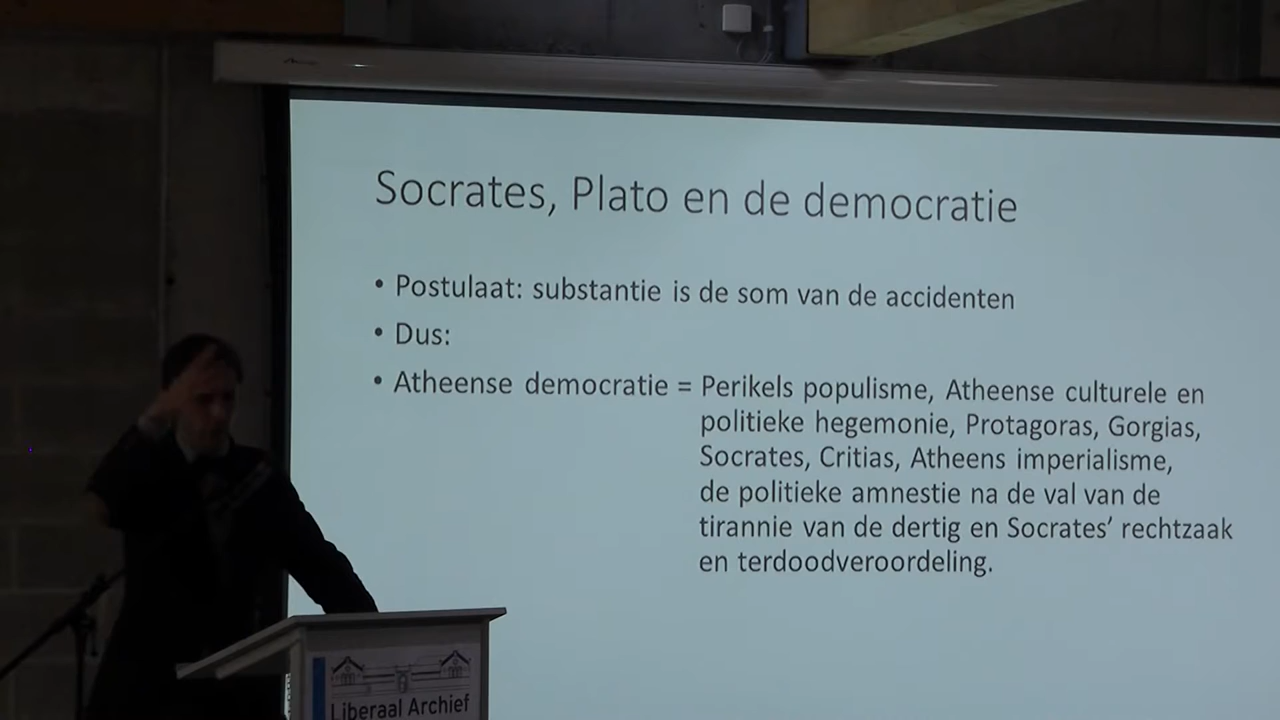 Socrates, Plato en de democratie
• Postulaat: substantie is de som van de accidenten
• Dus:
• Atheense democratie = Perikels populisme, Atheense culturele en
politieke hegemonie, Protagoras, Gorgias,
Socrates, Critias, Atheens imperialisme,
de politieke amnestie na de val van de
tirannie van de dertig en Socrates’ rechtzaak
en terdoodveroordeling.
Liberaal Archief